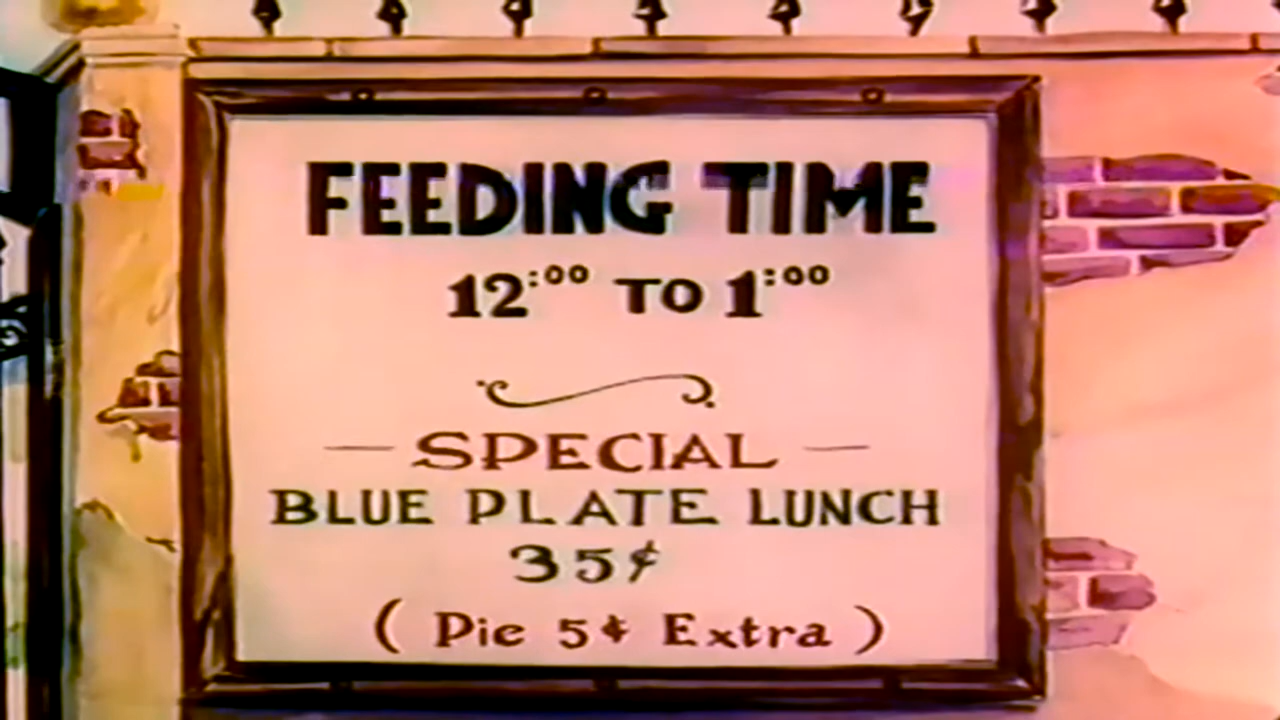 FEEDING TIME
12:00 TO 1:00
— SPECIAL —
BLUE PLATE LUNCH
35¢
( Pie 5¢ Extra )